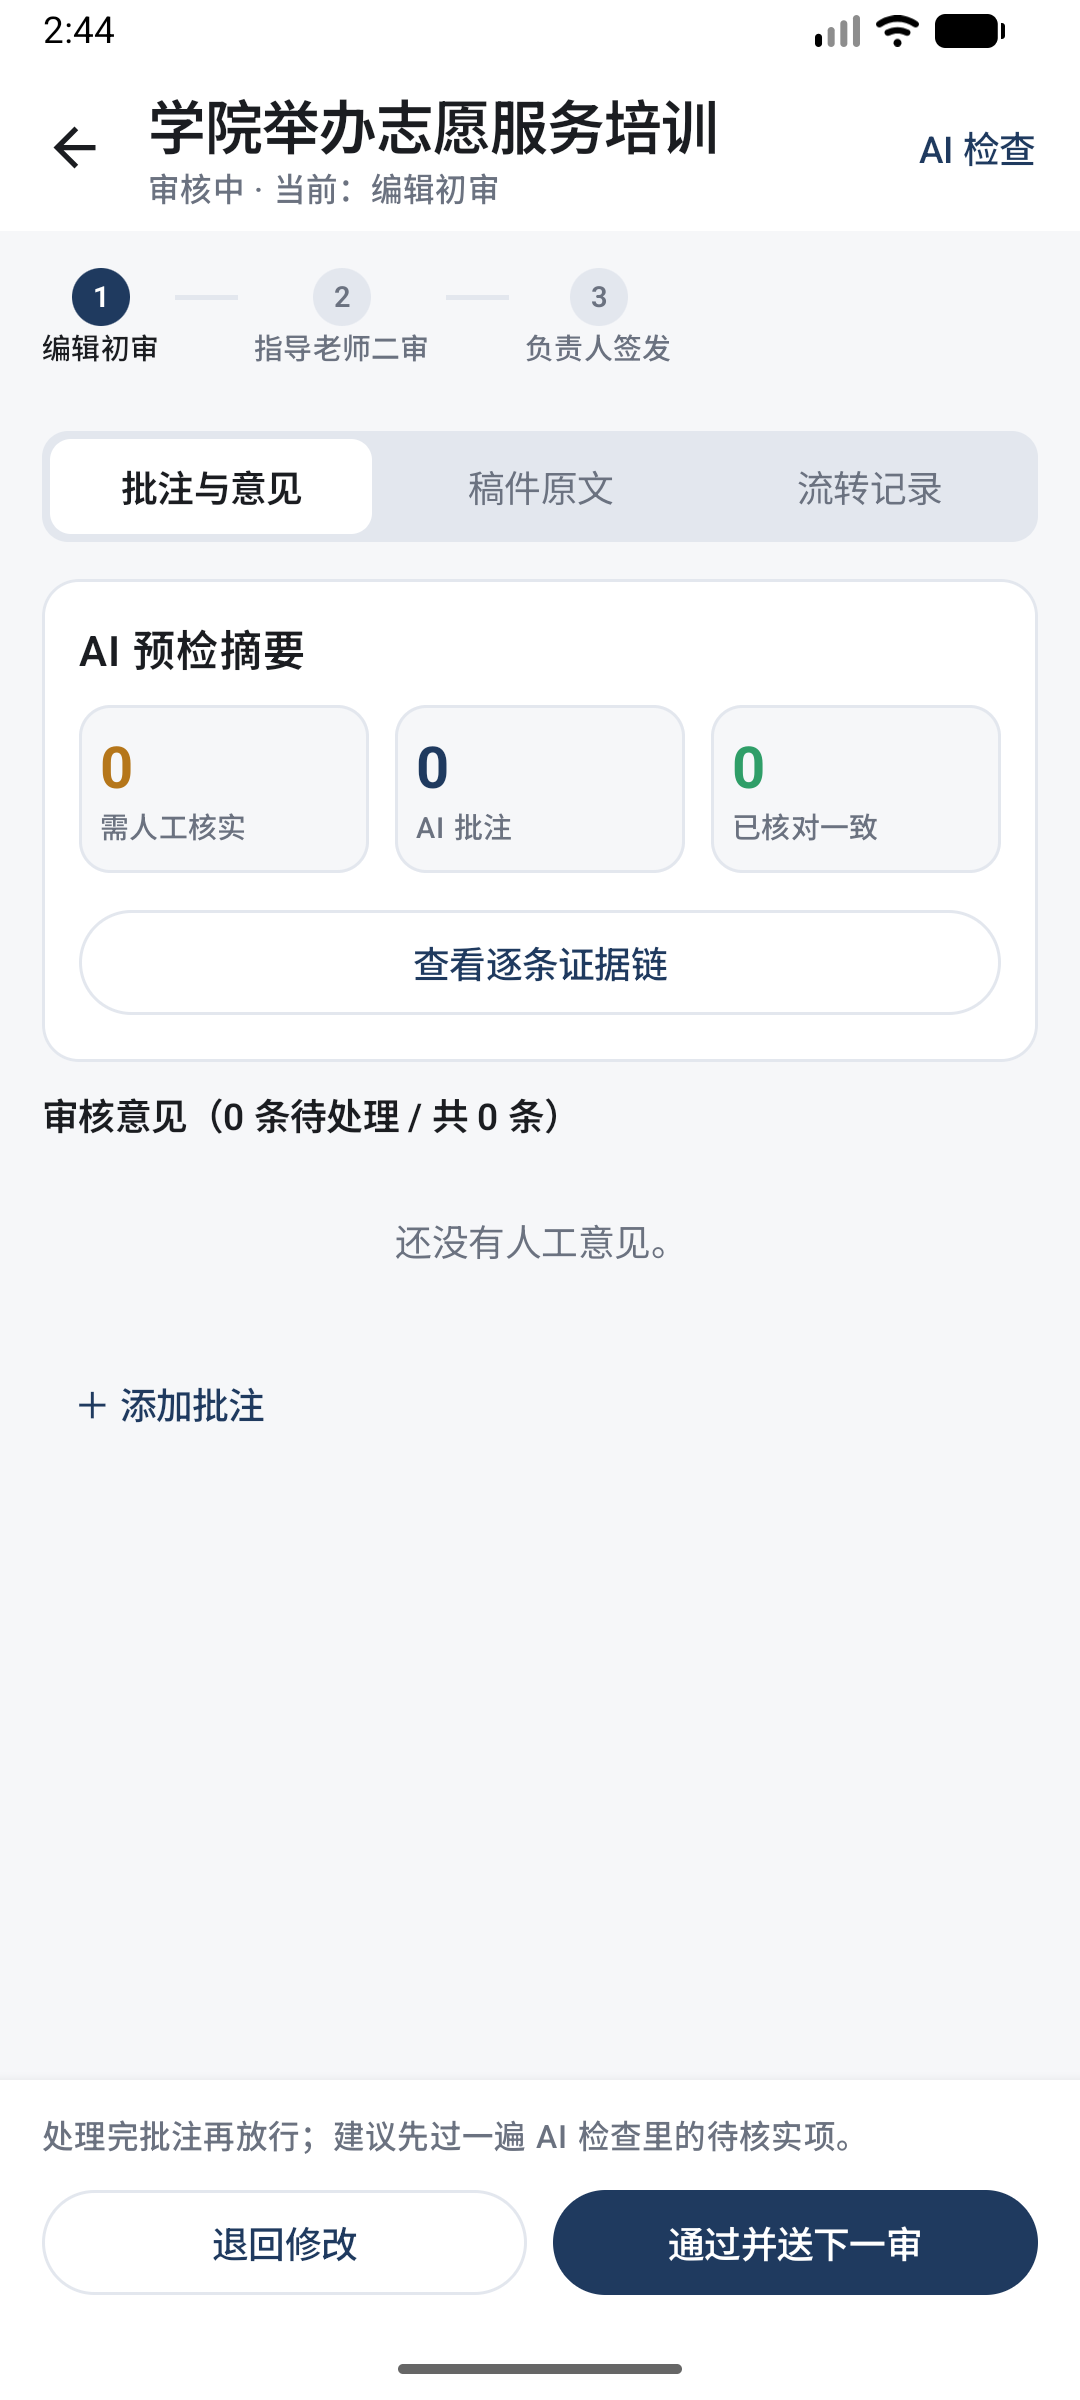 2:44
学院举办志愿服务培训
审核中 · 当前：编辑初审
AI 检查
1
2
3
编辑初审
指导老师二审
负责人签发
批注与意见
稿件原文
流转记录
AI 预检摘要
0
需人工核实
0
AI 批注
0
已核对一致
查看逐条证据链
审核意见（0 条待处理 / 共 0 条）
还没有人工意见。
+ 添加批注
处理完批注再放行；建议先过一遍 AI 检查里的待核实项。
退回修改
通过并送下一审